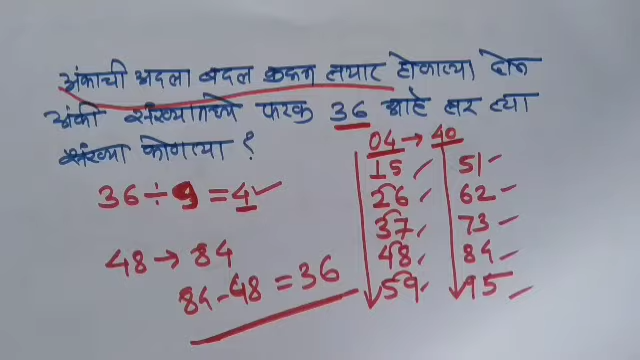 अंकाची अदला बदल करून तयार होणाऱ्या दोन
अंकी संख्यामध्ये फरक 36 आहे तर त्या
संख्या कोणत्या ?
36 ÷ 9 = 4
48 → 84
84 - 48 = 36
04 → 40
15 51
26 62
37 73
48 84
59 95